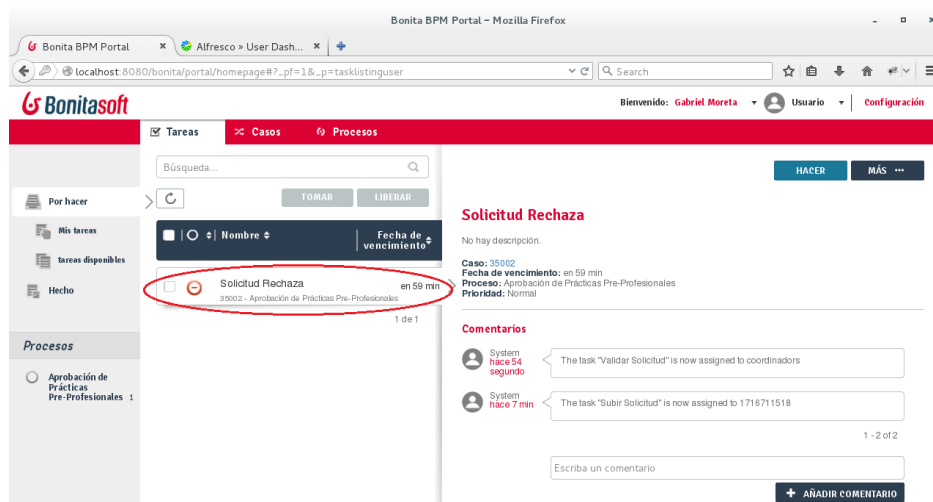 Bonita BPM Portal – Mozilla Firefox
Bonita BPM Portal
Alfresco » User Dash...
localhost:8080/bonita/portal/homepage#?_pf=1&_p=tasklistinguser
Search
Bonitasoft
Bienvenido: Gabriel Moreta
Usuario
Configuración
Tareas
Casos
Procesos
Búsqueda...
HACER
MÁS ...
Por hacer
TOMAR
LIBERAR
Mis tareas
tareas disponibles
Hecho
Nombre
Fecha de
vencimiento
Solicitud Rechaza
en 59 min
35002 - Aprobación de Prácticas Pre-Profesionales
1 de 1
Procesos
Aprobación de
Prácticas
Pre-Profesionales 1
Solicitud Rechaza
No hay descripción.
Caso: 35002
Fecha de vencimiento: en 59 min
Proceso: Aprobación de Prácticas Pre-Profesionales
Prioridad: Normal
Comentarios
System
hace 54
segundo
The task "Validar Solicitud" is now assigned to coordinadors
System
hace 7 min
The task "Subir Solicitud" is now assigned to 1716711518
1 - 2 of 2
Escriba un comentario
AÑADIR COMENTARIO